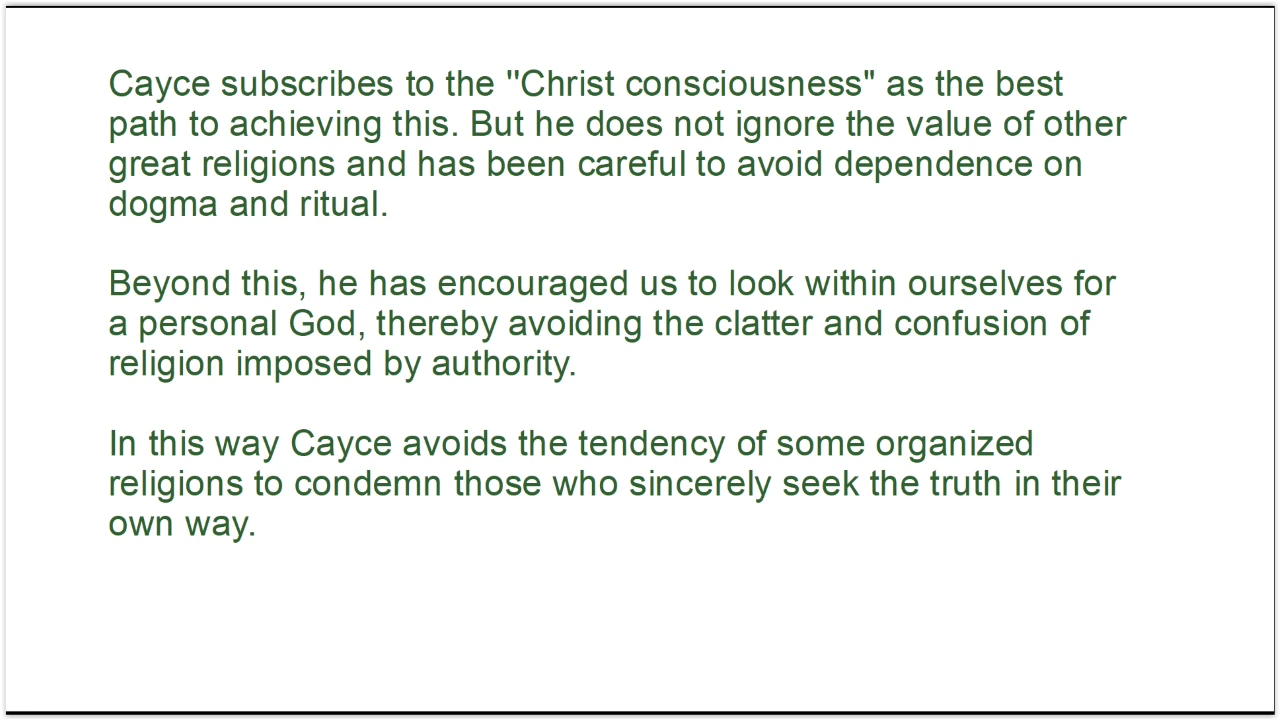 Cayce subscribes to the "Christ consciousness" as the best
path to achieving this. But he does not ignore the value of other
great religions and has been careful to avoid dependence on
dogma and ritual.
Beyond this, he has encouraged us to look within ourselves for
a personal God, thereby avoiding the clatter and confusion of
religion imposed by authority.
In this way Cayce avoids the tendency of some organized
religions to condemn those who sincerely seek the truth in their
own way.